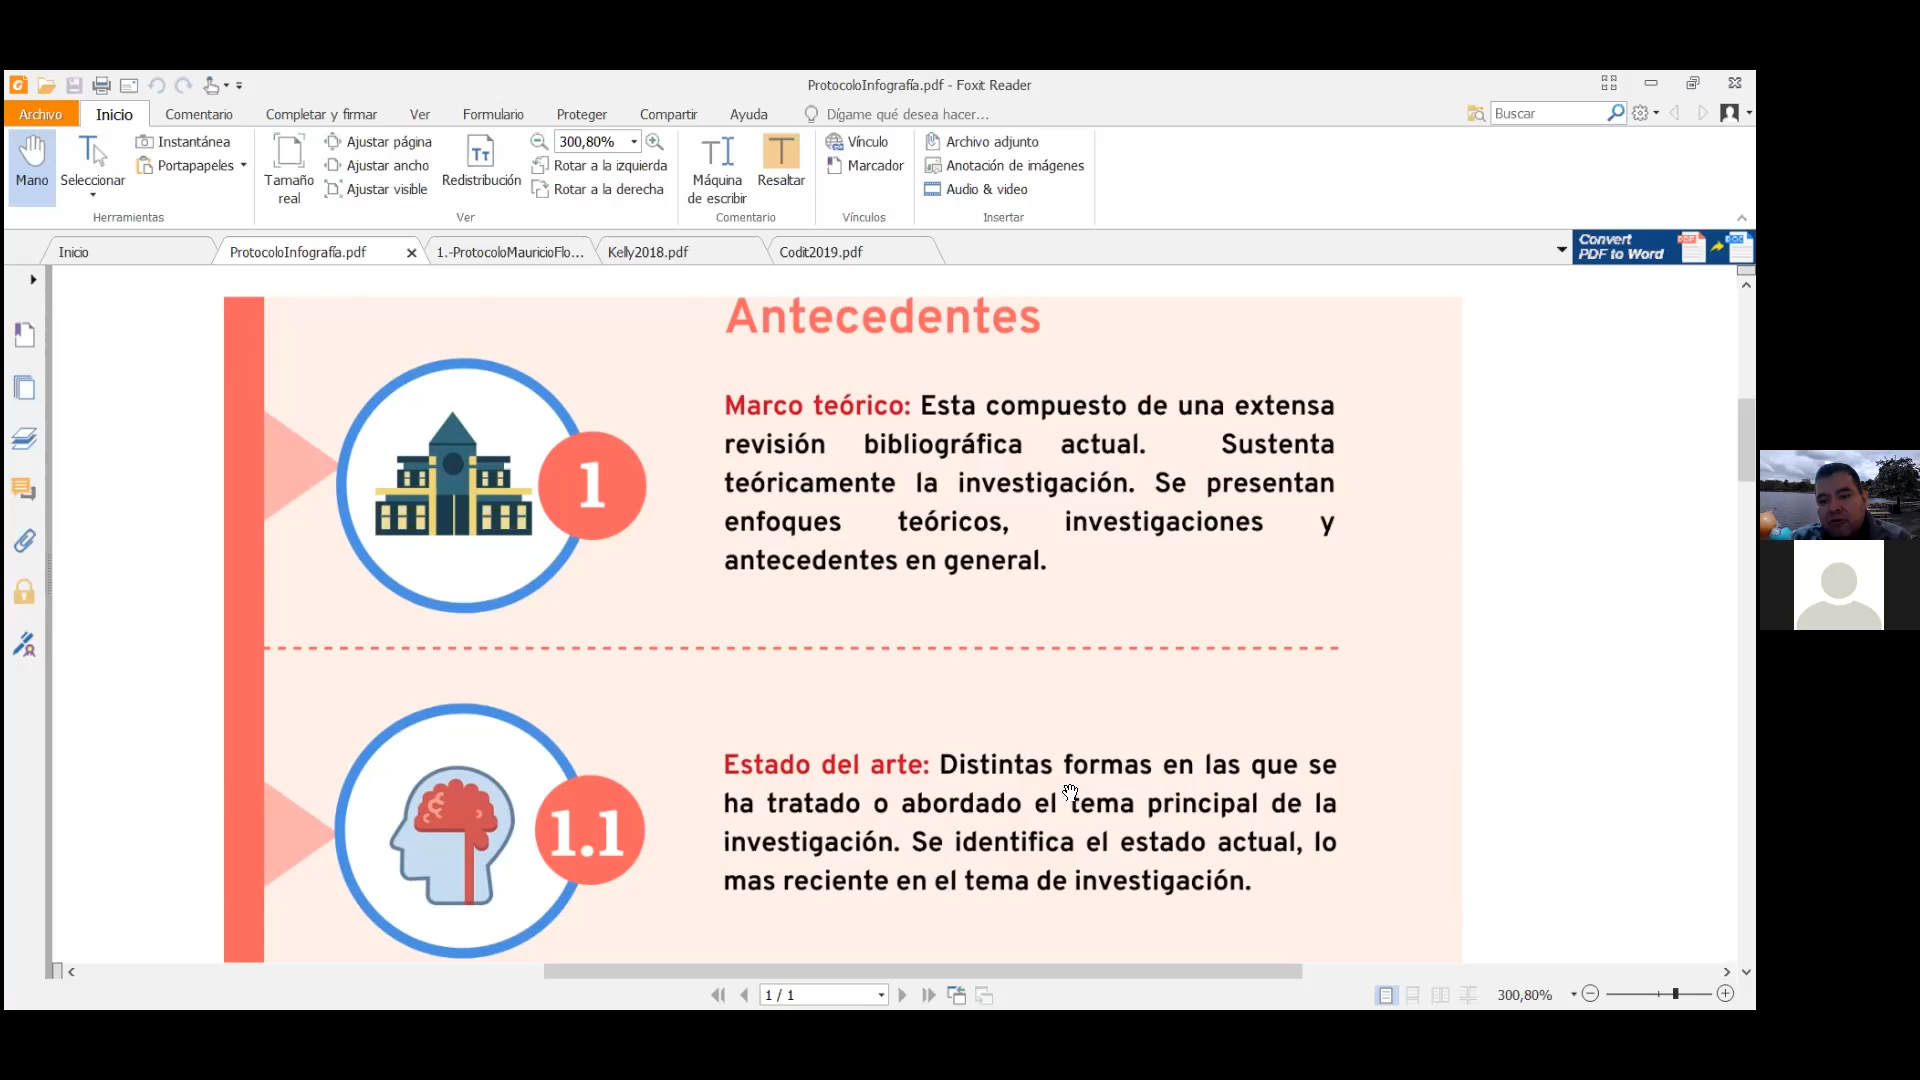 ProtocoloInfografía.pdf - Foxit Reader
Archivo
Inicio
Comentario
Completar y firmar
Ver
Formulario
Proteger
Compartir
Ayuda
Dígame qué desea hacer...
Buscar
Mano
Seleccionar
Instantánea
Portapapeles
Herramientas
Tamaño
real
Ajustar página
Ajustar ancho
Ajustar visible
Redistribución
300,80%
Rotar a la izquierda
Rotar a la derecha
Ver
Máquina
de escribir
Resaltar
Comentario
Vínculo
Marcador
Vínculos
Archivo adjunto
Anotación de imágenes
Audio & video
Insertar
Inicio
ProtocoloInfografía.pdf
1.-ProtocoloMauricioFlo...
Kelly2018.pdf
Codit2019.pdf
Convert
PDF to Word
Antecedentes
1
Marco teórico: Esta compuesto de una extensa
revisión bibliográfica actual. Sustenta
teóricamente la investigación. Se presentan
enfoques teóricos, investigaciones y
antecedentes en general.
1.1
Estado del arte: Distintas formas en las que se
ha tratado o abordado el tema principal de la
investigación. Se identifica el estado actual, lo
mas reciente en el tema de investigación.
1 / 1
300,80%